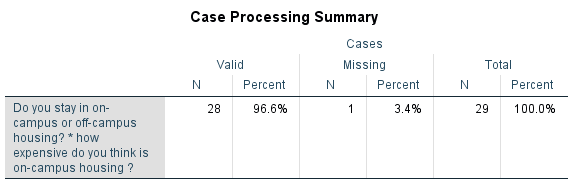 Case Processing Summary
Cases
Valid Missing Total
N Percent N Percent N Percent
Do you stay in on-
campus or off-campus
housing? * how
expensive do you think is
on-campus housing ? 28 96.6% 1 3.4% 29 100.0%